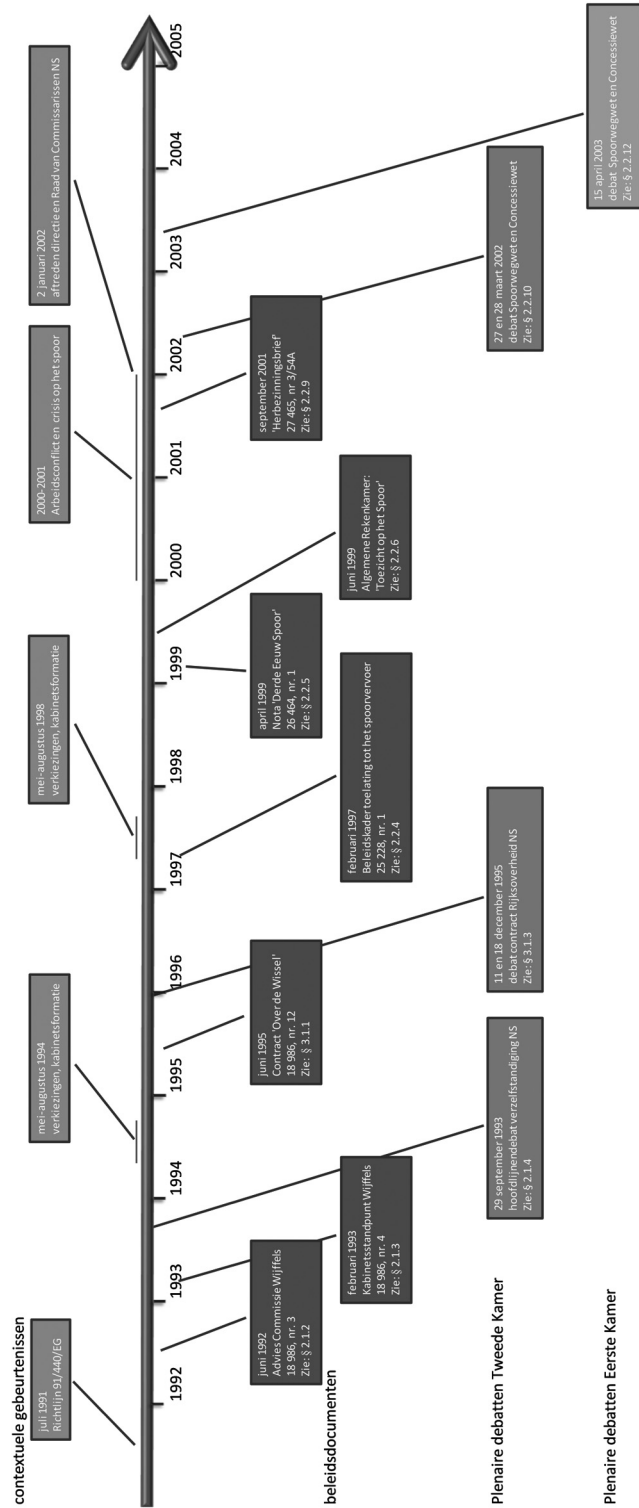 contextuele gebeurtenissen
juli 1991
Richtlijn 91/440/EG
mei-augustus 1994
verkiezingen, kabinetsformatie
mei-augustus 1998
verkiezingen, kabinetsformatie
2000-2001
Arbeidsconflict en crisis op het spoor
2 januari 2002
aftreden directie en Raad van Commissarissen NS
1992
1993
1994
1995
1996
1997
1998
1999
2000
2001
2002
2003
2004
2005
beleidsdocumenten
juni 1992
Advies Commissie Wijffels
18 986, nr. 3
Zie: § 2.1.2
februari 1993
Kabinetsstandpunt Wijffels
18 986, nr. 4
Zie: § 2.1.3
juni 1995
Contract 'Over de Wissel'
18 986, nr. 12
Zie: § 3.1.1
februari 1997
Beleidskader toelating tot het spoorvervoer
25 228, nr. 1
Zie: § 2.2.4
april 1999
Nota 'Derde Eeuw Spoor'
26 464, nr. 1
Zie: § 2.2.5
juni 1999
Algemene Rekenkamer:
'Toezicht op het Spoor'
Zie: § 2.2.6
september 2001
'Herbezinningsbrief'
27 465, nr 3/54A
Zie: § 2.2.9
Plenaire debatten Tweede Kamer
29 september 1993
hoofdlijnendebat verzelfstandiging NS
Zie: § 2.1.4
11 en 18 december 1995
debat contract Rijksoverheid NS
Zie: § 3.1.3
27 en 28 maart 2002
debat Spoorwegwet en Concessiewet
Zie: § 2.2.10
Plenaire debatten Eerste Kamer
15 april 2003
debat Spoorwegwet en Concessiewet
Zie: § 2.2.12